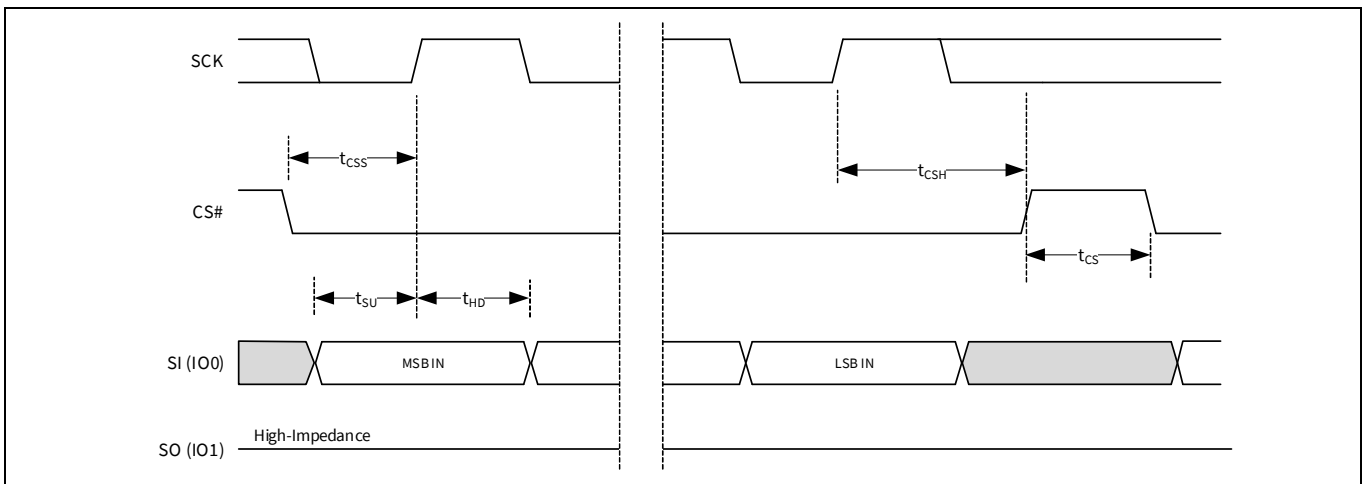 SCK
tCSS
tCSH
CS#
tCS
tSU
tHD
SI (IO0)
MSB IN
LSB IN
High-Impedance
SO (IO1)